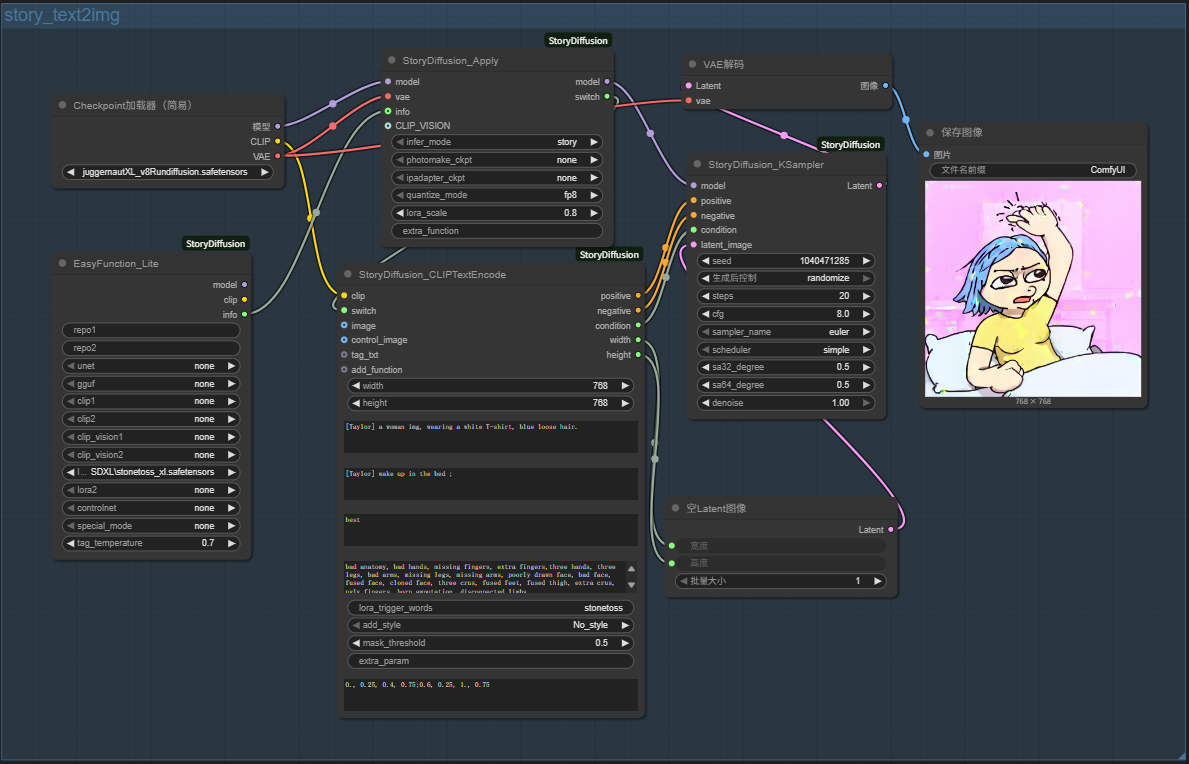 story_text2img
StoryDiffusion
StoryDiffusion_Apply
model
model
vae
switch
info
CLIP_VISION
infer_mode story
photomake_ckpt none
ipadapter_ckpt none
quantize_mode fp8
lora_scale 0.8
extra_function
VAE解码
Latent
图像
vae
Checkpoint加载器（简易）
模型
CLIP
VAE
juggernautXL_v8Rundiffusion.safetensors
StoryDiffusion
StoryDiffusion_KSampler
model
Latent
positive
negative
condition
latent_image
seed 1040471285
生成后控制 randomize
steps 20
cfg 8.0
sampler_name euler
scheduler simple
sa32_degree 0.5
sa64_degree 0.5
denoise 1.00
保存图像
图片
文件名前缀 ComfyUI
768 × 768
StoryDiffusion
EasyFunction_Lite
model
clip
info
repo1
repo2
unet none
gguf none
clip1 none
clip2 none
clip_vision1 none
clip_vision2 none
l... SDXL\stonetoss_xl.safetensors
lora2 none
controlnet none
special_mode none
tag_temperature 0.7
StoryDiffusion
StoryDiffusion_CLIPTextEncode
clip
positive
switch
negative
image
condition
control_image
width
tag_txt
height
add_function
width 768
height 768
[Taylor] a woman img, wearing a white T-shirt, blue loose hair.
[Taylor] wake up in the bed ;
best
bad anatomy, bad hands, missing fingers, extra fingers,three hands, three
legs, bad arms, missing legs, missing arms, poorly drawn face, bad face,
fused face, cloned face, three crus, fused feet, fused thigh, extra crus,
ugly fingers, horn amputation, disconnected limbs
lora_trigger_words stonetoss
add_style No_style
mask_threshold 0.5
extra_param
0., 0.25, 0.4, 0.75;0.6, 0.25, 1., 0.75
空Latent图像
Latent
宽度
高度
批量大小 1